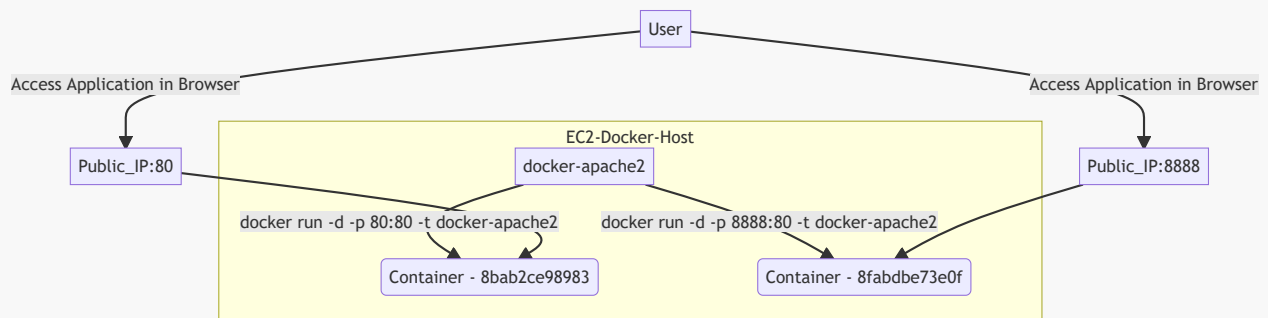 User
Access Application in Browser
Access Application in Browser
EC2-Docker-Host
Public_IP:80
docker-apache2
Public_IP:8888
docker run -d -p 80:80 -t docker-apache2
docker run -d -p 8888:80 -t docker-apache2
Container - 8bab2ce98983
Container - 8fabdbe73e0f